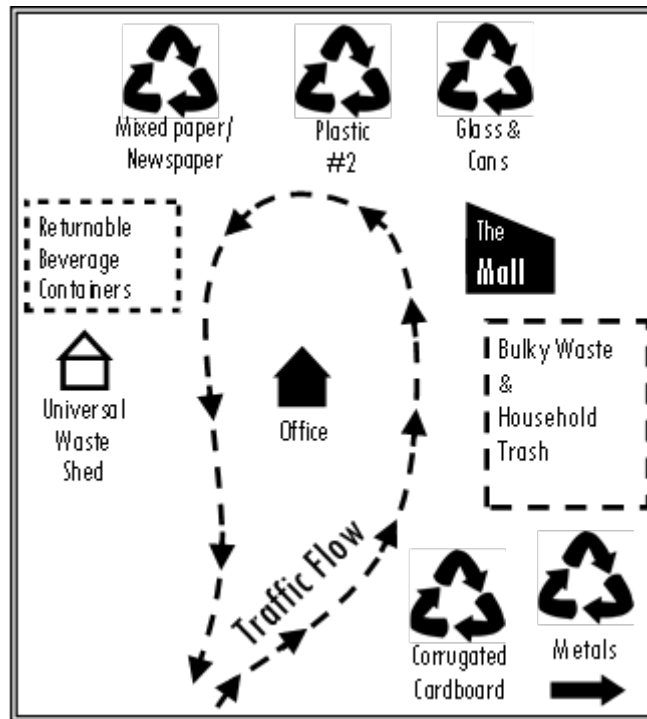 Mixed paper/
Newspaper
Plastic
#2
Glass &
Cans
Returnable
Beverage
Containers
The
Mall
Universal
Waste
Shed
Office
Bulky Waste
&
Household
Trash
Traffic Flow
Corrugated
Cardboard
Metals